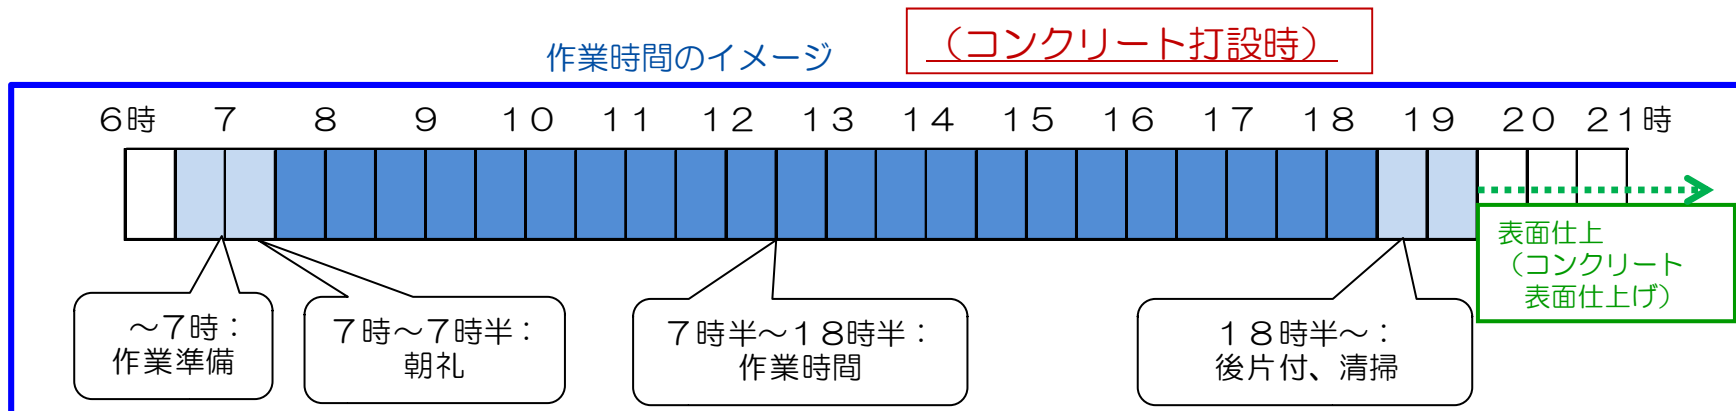 作業時間のイメージ
（コンクリート打設時）
6時 7 8 9 10 11 12 13 14 15 16 17 18 19 20 21時
～7時：
作業準備
7時～7時半：
朝礼
7時半～18時半：
作業時間
18時半～：
後片付、清掃
表面仕上
（コンクリート
表面仕上げ）